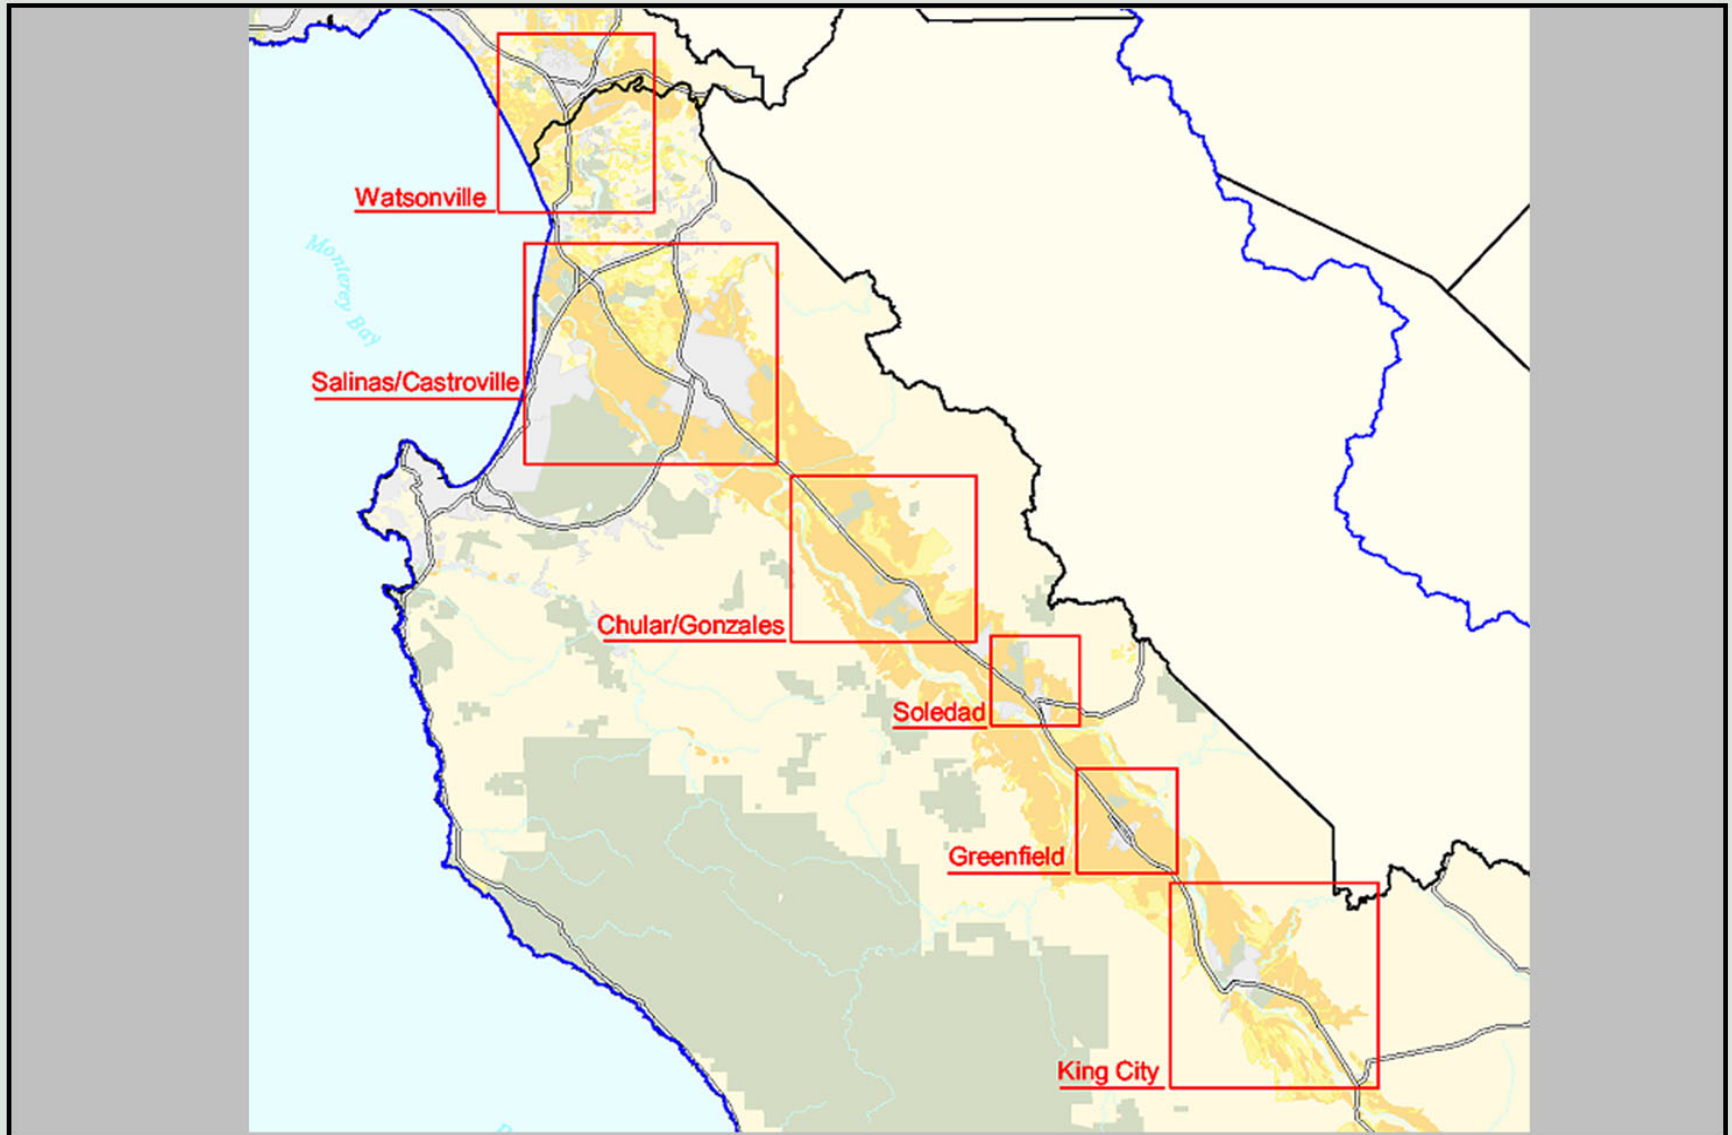 Watsonville
Monterey Bay
Salinas/Castroville
Chular/Gonzales
Soledad
Greenfield
King City